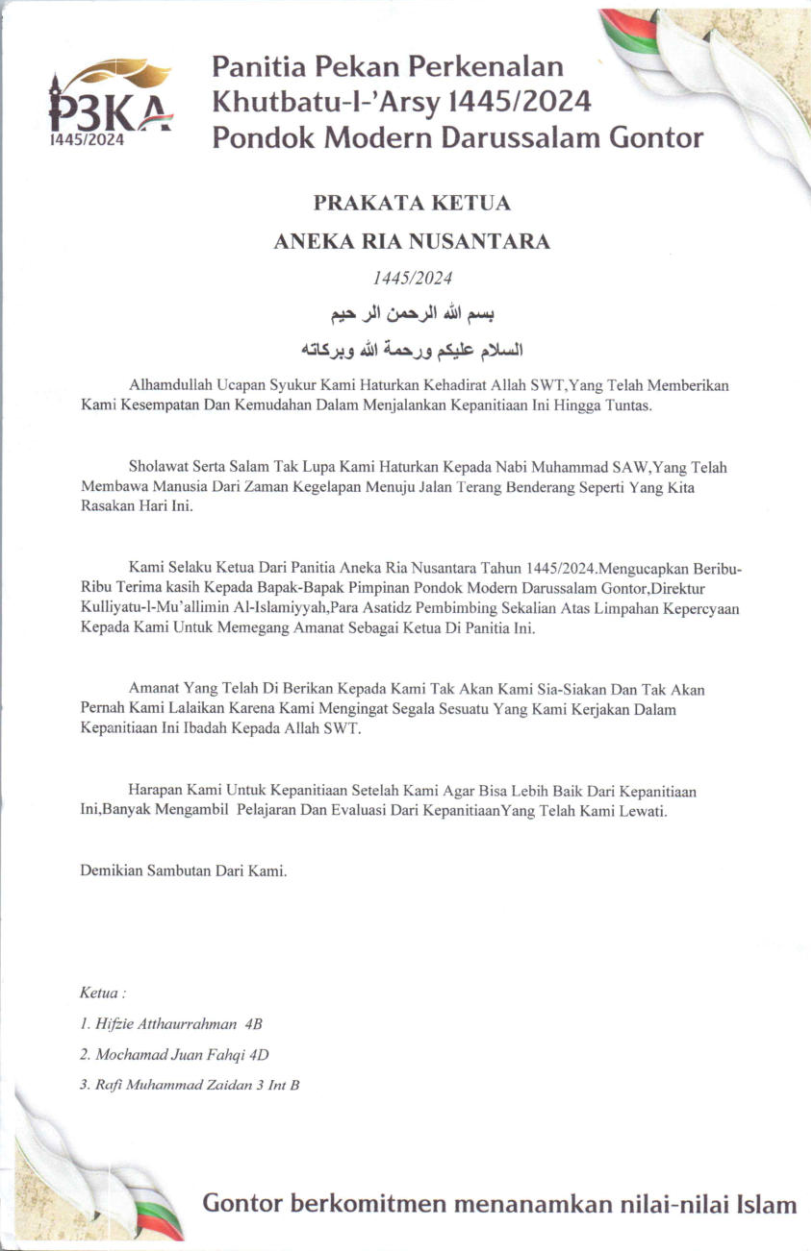 P3KA
1445/2024
Panitia Pekan Perkenalan
Khutbatu-l-'Arsy 1445/2024
Pondok Modern Darussalam Gontor
PRAKATA KETUA
ANEKA RIA NUSANTARA
1445/2024
بسم الله الرحمن الر حيم
السلام عليكم ورحمة الله وبركاته
Alhamdullah Ucapan Syukur Kami Haturkan Kehadirat Allah SWT,Yang Telah Memberikan
Kami Kesempatan Dan Kemudahan Dalam Menjalankan Kepanitiaan Ini Hingga Tuntas.
Sholawat Serta Salam Tak Lupa Kami Haturkan Kepada Nabi Muhammad SAW,Yang Telah
Membawa Manusia Dari Zaman Kegelapan Menuju Jalan Terang Benderang Seperti Yang Kita
Rasakan Hari Ini.
Kami Selaku Ketua Dari Panitia Aneka Ria Nusantara Tahun 1445/2024.Mengucapkan Beribu-
Ribu Terima kasih Kepada Bapak-Bapak Pimpinan Pondok Modern Darussalam Gontor,Direktur
Kulliyatu-l-Mu'allimin Al-Islamiyyah,Para Asatidz Pembimbing Sekalian Atas Limpahan Kepercyaan
Kepada Kami Untuk Memegang Amanat Sebagai Ketua Di Panitia Ini.
Amanat Yang Telah Di Berikan Kepada Kami Tak Akan Kami Sia-Siakan Dan Tak Akan
Pernah Kami Lalaikan Karena Kami Mengingat Segala Sesuatu Yang Kami Kerjakan Dalam
Kepanitiaan Ini Ibadah Kepada Allah SWT.
Harapan Kami Untuk Kepanitiaan Setelah Kami Agar Bisa Lebih Baik Dari Kepanitiaan
Ini,Banyak Mengambil  Pelajaran Dan Evaluasi Dari KepanitiaanYang Telah Kami Lewati.
Demikian Sambutan Dari Kami.
Ketua :
1. Hifzie Atthaurrahman  4B
2. Mochamad Juan Fahqi 4D
3. Rafi Muhammad Zaidan 3 Int B
Gontor berkomitmen menanamkan nilai-nilai Islam